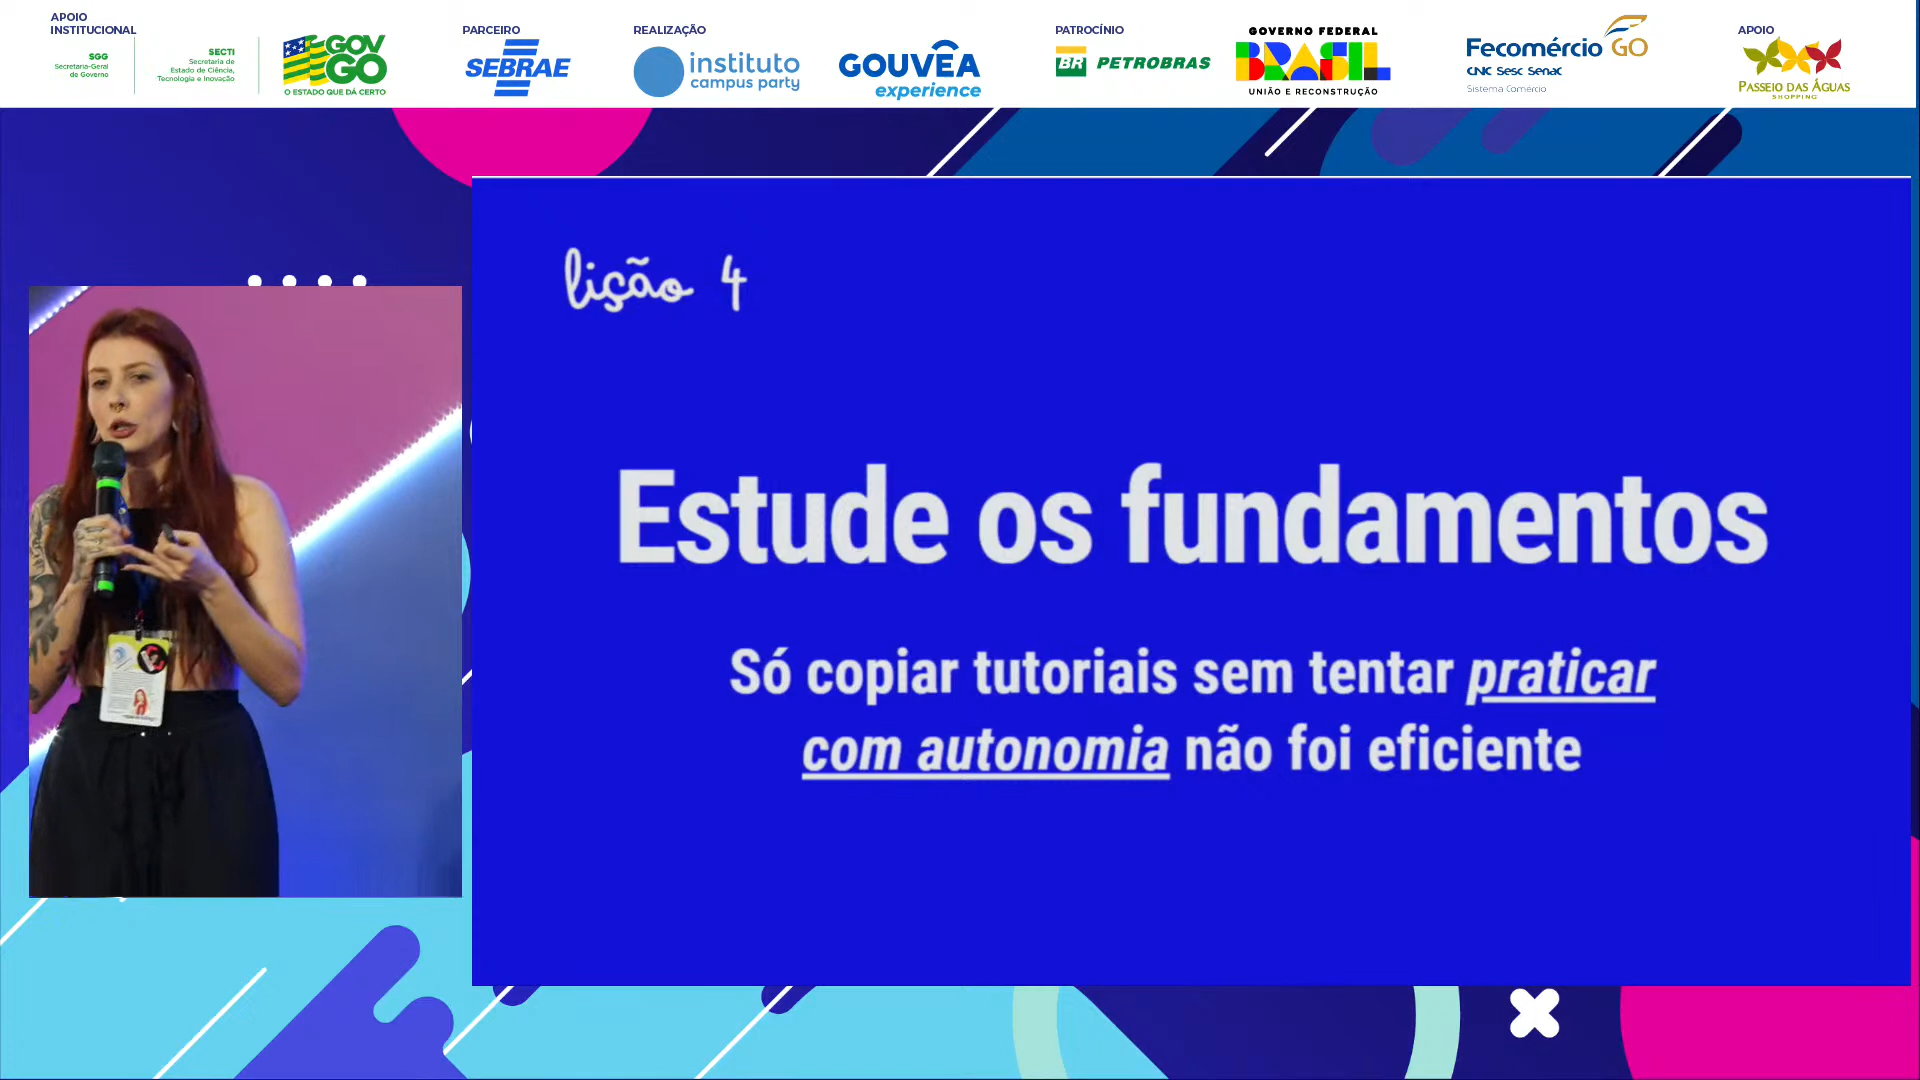 APOIO
INSTITUCIONAL
SGG
Secretaria-Geral
de Governo
SECTI
Secretaria de
Estado de Ciência,
Tecnologia e Inovação
GOV
GO
O ESTADO QUE DÁ CERTO
PARCEIRO
SEBRAE
REALIZAÇÃO
instituto
campus party
GOUVÊA
experience
PATROCÍNIO
BR PETROBRAS
GOVERNO FEDERAL
BRASIL
UNIÃO E RECONSTRUÇÃO
Fecomércio GO
CNC Sesc Senac
Sistema Comércio
APOIO
PASSEIO DAS ÁGUAS
SHOPPING
lição 4
Estude os fundamentos
Só copiar tutoriais sem tentar praticar
com autonomia não foi eficiente